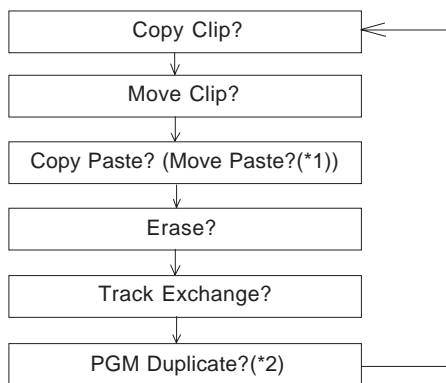 Copy Clip?
Move Clip?
Copy Paste? (Move Paste?(*1))
Erase?
Track Exchange?
PGM Duplicate?(*2)